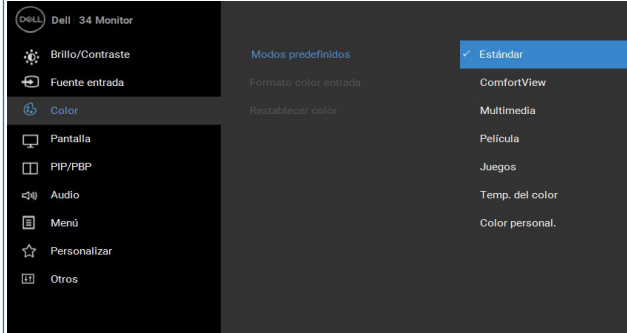 DELL Dell 34 Monitor
Brillo/Contraste
Fuente entrada
Color
Pantalla
PIP/PBP
Audio
Menú
Personalizar
Otros
Modos predefinidos
Formato color entrada
Restablecer color
Estándar
ComfortView
Multimedia
Película
Juegos
Temp. del color
Color personal.